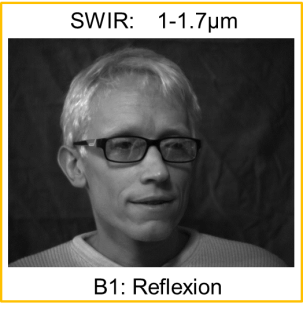 SWIR: 1-1.7µm
B1: Reflexion